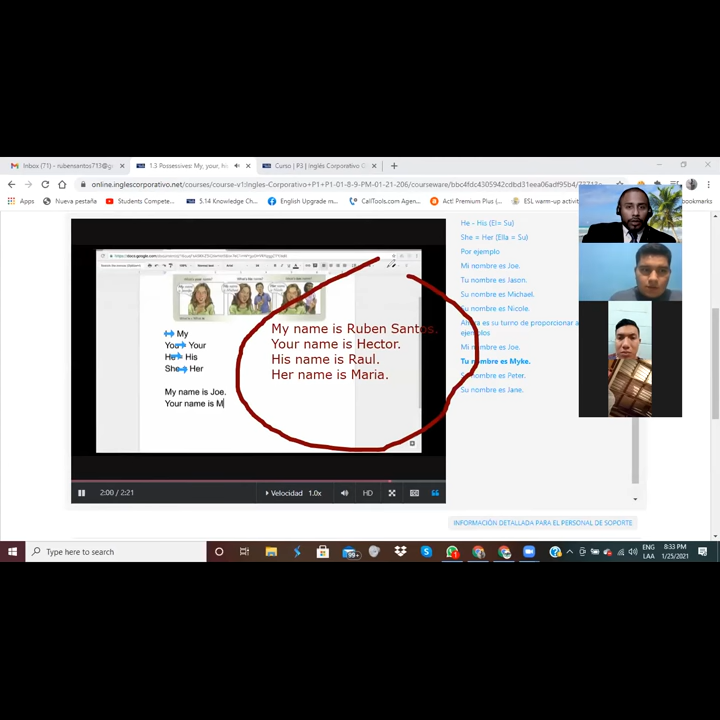 Inbox (71) - rubensantos713@g
1.3 Possessives: My, your, hi
Curso | P3 | Inglés Corporativo
online.inglescorporativo.net/courses/course-v1:Ingles-Corporativo+P1+P1-01-8-9-PM-01-21-206/courseware/bbc4fdc4305942cdbd31eea06adf95b4/
Apps
Nueva pestaña
Students Compete...
5.14 Knowledge Ch...
English Upgrade m...
CallTools.com Agen...
Act! Premium Plus (...
ESL warm-up activit
bookmarks
My
You Your
He His
She Her
My name is Joe.
Your name is M
My name is Ruben Santos.
Your name is Hector.
His name is Raul.
Her name is Maria.
He - His (El= Su)
She = Her (Ella = Su)
Por ejemplo
Mi nombre es Joe.
Tu nombre es Jason.
Su nombre es Michael.
Su nombre es Nicole.
Ahora es su turno de proporcionar
ejemplos
Mi nombre es Joe.
Tu nombre es Myke.
Su nombre es Peter.
Su nombre es Jane.
2:00 / 2:21
Velocidad 1.0x
HD
INFORMACIÓN DETALLADA PARA EL PERSONAL DE SOPORTE
Type here to search
99+
ENG
LAA
8:33 PM
1/25/2021